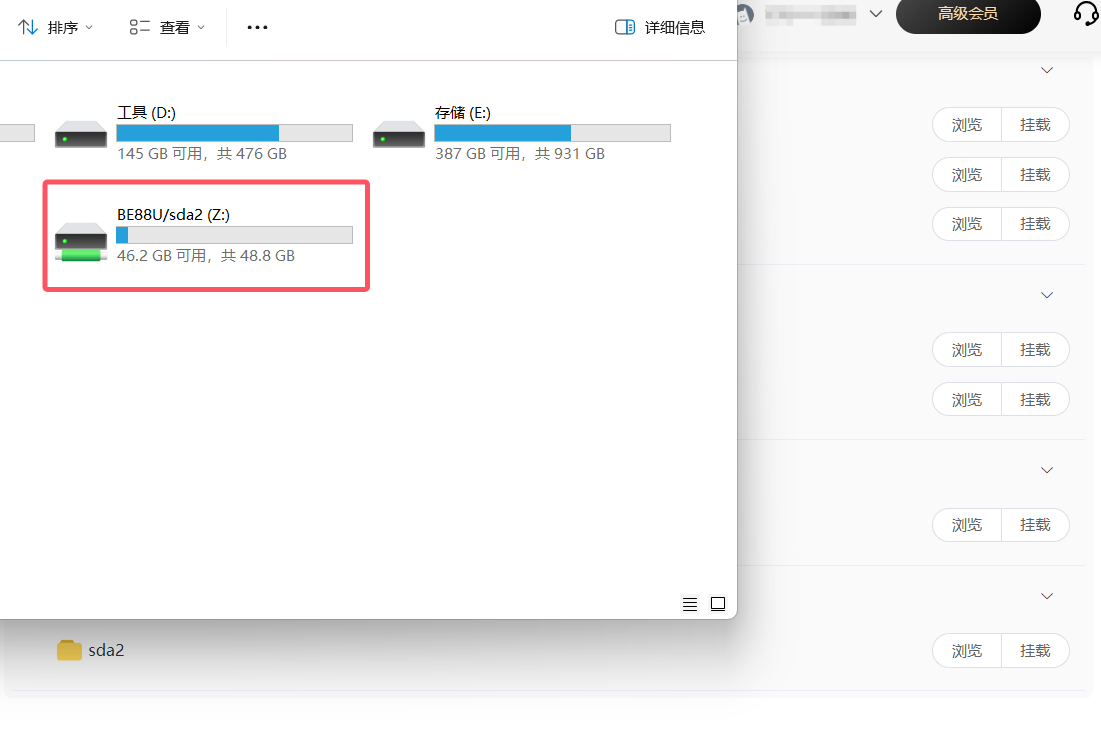 排序 查看 ••• 详细信息 高级会员
工具 (D:)
145 GB 可用，共 476 GB
存储 (E:)
387 GB 可用，共 931 GB
BE88U/sda2 (Z:)
46.2 GB 可用，共 48.8 GB
浏览 挂载
浏览 挂载
浏览 挂载
浏览 挂载
浏览 挂载
浏览 挂载
sda2 浏览 挂载